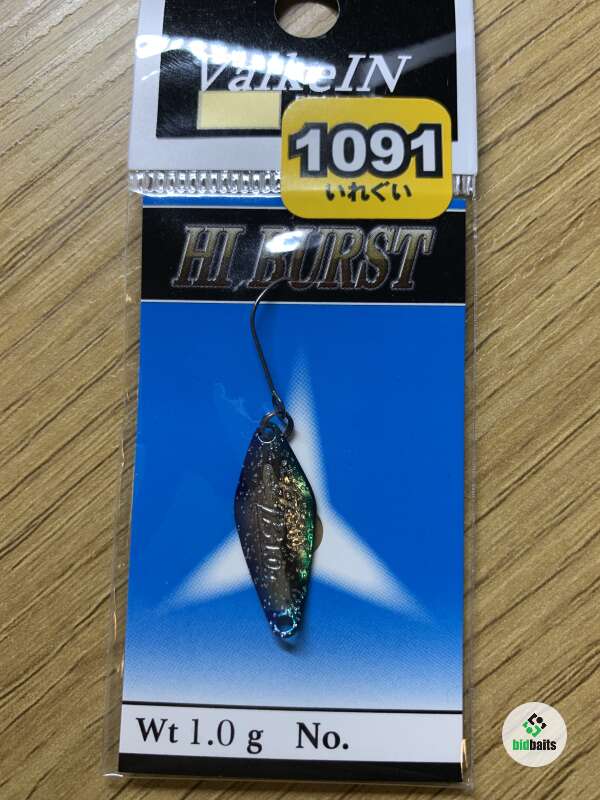 ValkeIN
1091
いれぐい
HI BURST
Wt 1.0 g No.
bidbaits